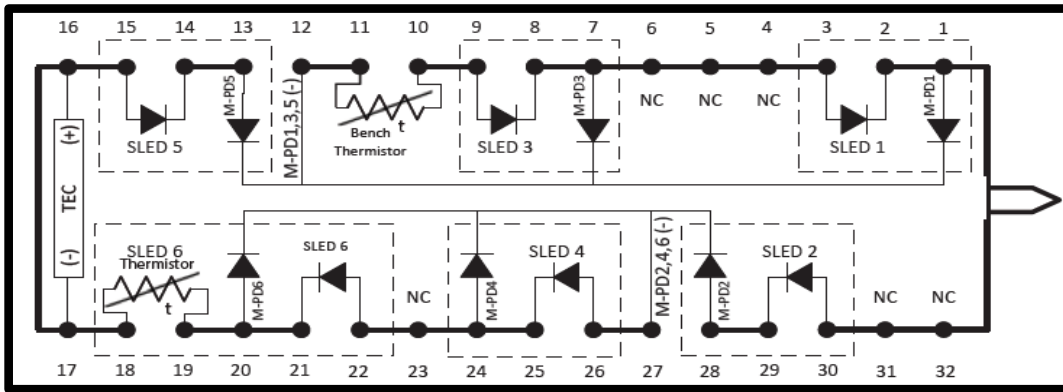 16 15 14 13 12 11 10 9 8 7 6 5 4 3 2 1
NC NC NC
M-PD5
M-PD1,3,5 (-)
M-PD3
M-PD1
t
Bench
Thermistor
SLED 5
SLED 3
SLED 1
(+)
TEC
(-)
SLED 6
Thermistor
t
M-PD6
SLED 6
NC
M-PD4
SLED 4
M-PD2,4,6 (-)
M-PD2
SLED 2
NC NC
17 18 19 20 21 22 23 24 25 26 27 28 29 30 31 32